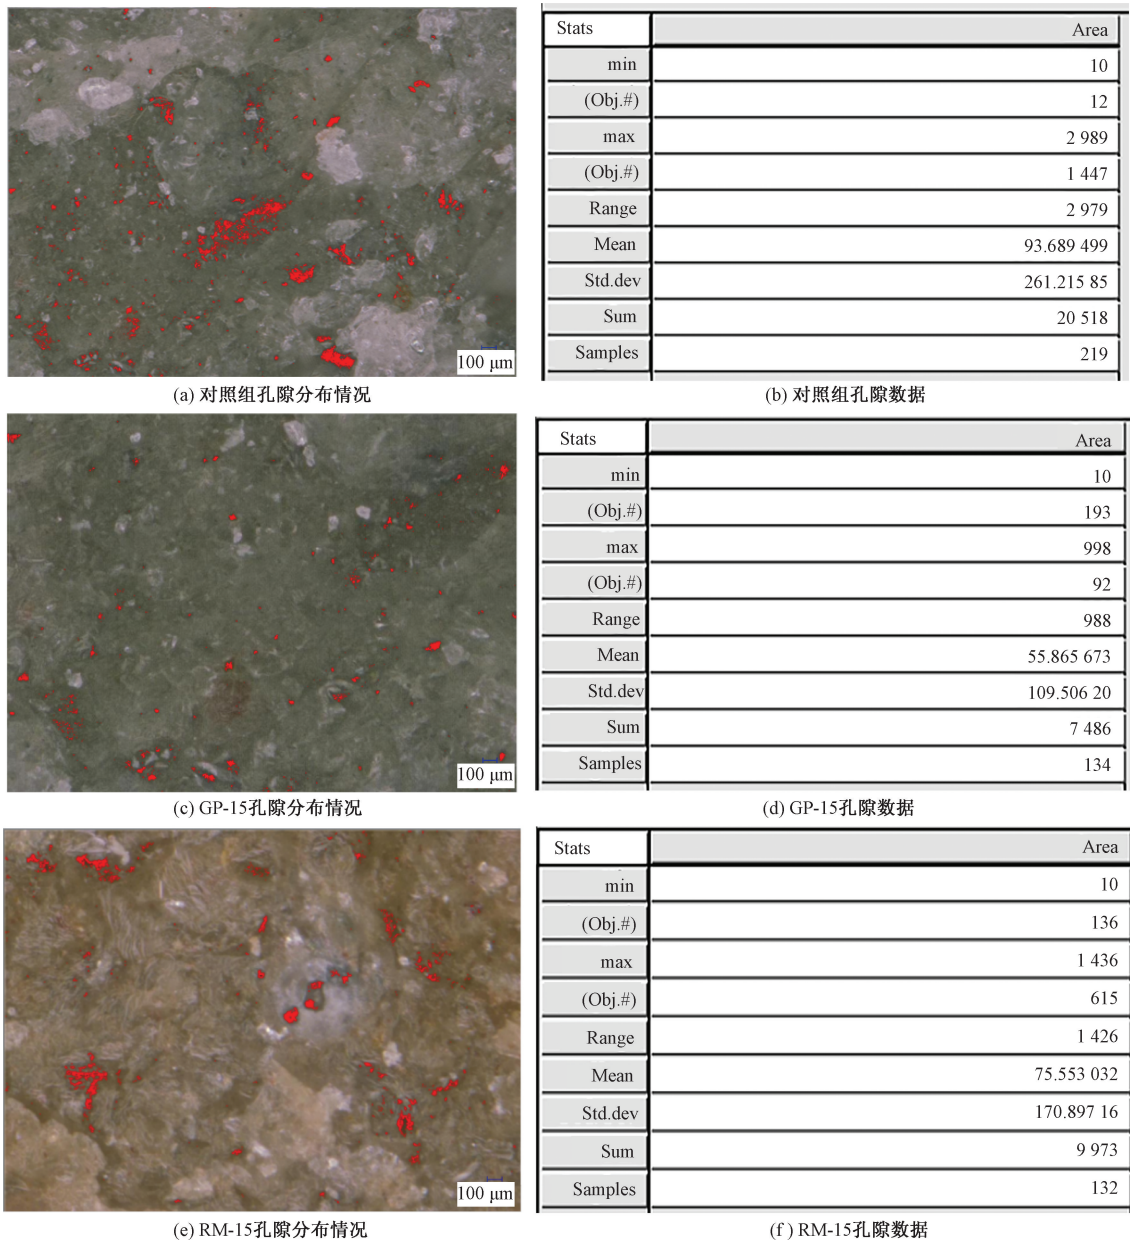 100 μm
Stats Area
min 10
(Obj.#) 12
max 2 989
(Obj.#) 1 447
Range 2 979
Mean 93.689 499
Std.dev 261.215 85
Sum 20 518
Samples 219
(a) 对照组孔隙分布情况
(b) 对照组孔隙数据
100 μm
Stats Area
min 10
(Obj.#) 193
max 998
(Obj.#) 92
Range 988
Mean 55.865 673
Std.dev 109.506 20
Sum 7 486
Samples 134
(c) GP-15孔隙分布情况
(d) GP-15孔隙数据
100 μm
Stats Area
min 10
(Obj.#) 136
max 1 436
(Obj.#) 615
Range 1 426
Mean 75.553 032
Std.dev 170.897 16
Sum 9 973
Samples 132
(e) RM-15孔隙分布情况
(f) RM-15孔隙数据